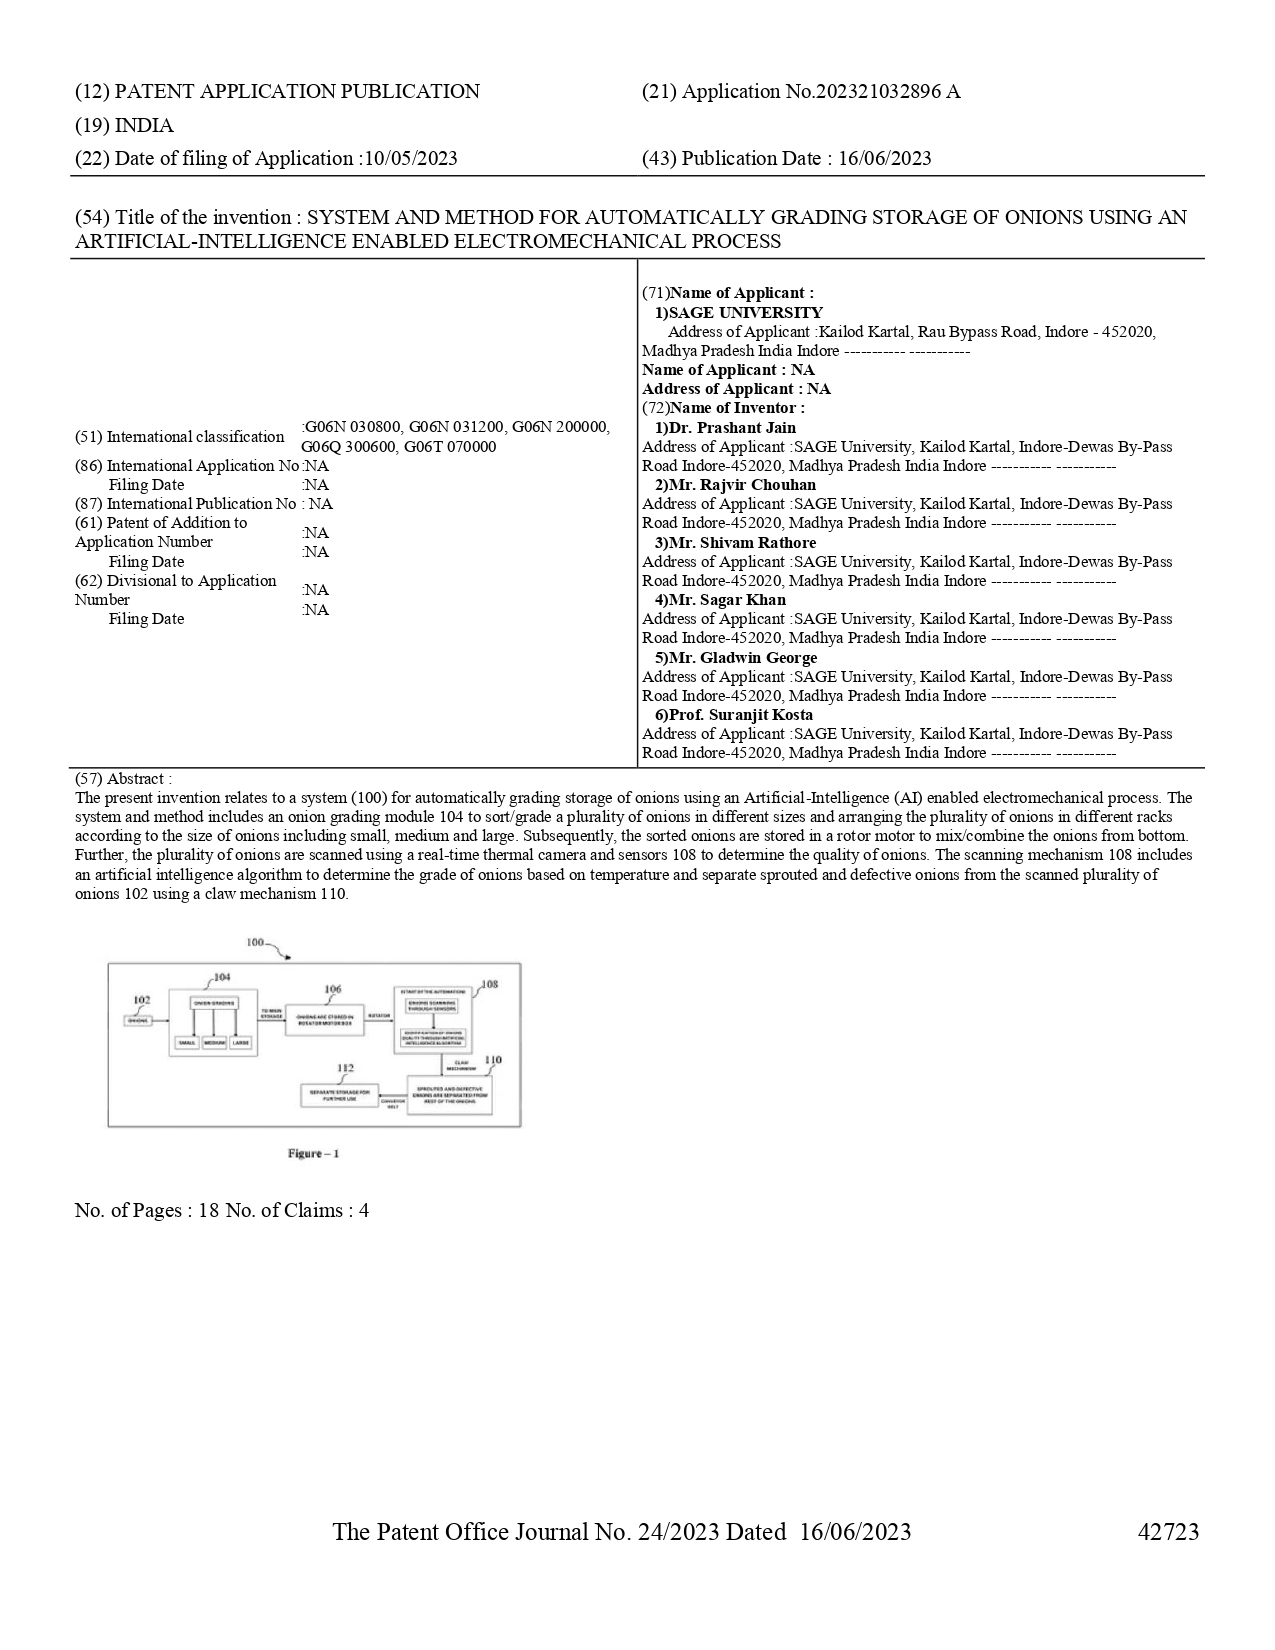 (12) PATENT APPLICATION PUBLICATION
(21) Application No.202321032896 A
(19) INDIA
(22) Date of filing of Application :10/05/2023
(43) Publication Date : 16/06/2023
(54) Title of the invention : SYSTEM AND METHOD FOR AUTOMATICALLY GRADING STORAGE OF ONIONS USING AN
ARTIFICIAL-INTELLIGENCE ENABLED ELECTROMECHANICAL PROCESS
(51) International classification
:G06N 030800, G06N 031200, G06N 200000,
G06Q 300600, G06T 070000
(86) International Application No :NA
Filing Date :NA
(87) International Publication No : NA
(61) Patent of Addition to
Application Number :NA
Filing Date :NA
(62) Divisional to Application
Number :NA
Filing Date :NA
(71)Name of Applicant :
1)SAGE UNIVERSITY
Address of Applicant :Kailod Kartal, Rau Bypass Road, Indore - 452020,
Madhya Pradesh India Indore ----------- -----------
Name of Applicant : NA
Address of Applicant : NA
(72)Name of Inventor :
1)Dr. Prashant Jain
Address of Applicant :SAGE University, Kailod Kartal, Indore-Dewas By-Pass
Road Indore-452020, Madhya Pradesh India Indore ----------- -----------
2)Mr. Rajvir Chouhan
Address of Applicant :SAGE University, Kailod Kartal, Indore-Dewas By-Pass
Road Indore-452020, Madhya Pradesh India Indore ----------- -----------
3)Mr. Shivam Rathore
Address of Applicant :SAGE University, Kailod Kartal, Indore-Dewas By-Pass
Road Indore-452020, Madhya Pradesh India Indore ----------- -----------
4)Mr. Sagar Khan
Address of Applicant :SAGE University, Kailod Kartal, Indore-Dewas By-Pass
Road Indore-452020, Madhya Pradesh India Indore ----------- -----------
5)Mr. Gladwin George
Address of Applicant :SAGE University, Kailod Kartal, Indore-Dewas By-Pass
Road Indore-452020, Madhya Pradesh India Indore ----------- -----------
6)Prof. Suranjit Kosta
Address of Applicant :SAGE University, Kailod Kartal, Indore-Dewas By-Pass
Road Indore-452020, Madhya Pradesh India Indore ----------- -----------
(57) Abstract :
The present invention relates to a system (100) for automatically grading storage of onions using an Artificial-Intelligence (AI) enabled electromechanical process. The
system and method includes an onion grading module 104 to sort/grade a plurality of onions in different sizes and arranging the plurality of onions in different racks
according to the size of onions including small, medium and large. Subsequently, the sorted onions are stored in a rotor motor to mix/combine the onions from bottom.
Further, the plurality of onions are scanned using a real-time thermal camera and sensors 108 to determine the quality of onions. The scanning mechanism 108 includes
an artificial intelligence algorithm to determine the grade of onions based on temperature and separate sprouted and defective onions from the scanned plurality of
onions 102 using a claw mechanism 110.
100
102
ONIONS
104
ONION GRADING
SMALL
MEDIUM
LARGE
TO MAIN
STORAGE
106
ONIONS ARE STORED IN
ROTATOR MOTOR BOX
ROTATOR
108
(START OF THE AUTOMATION)
ONIONS SCANNING
THROUGH SENSORS
IDENTIFICATION OF ONIONS
QUALITY THROUGH ARTIFICIAL
INTELLIGENCE ALGORITHM
CLAW
MECHANISM
110
SPROUTED AND DEFECTIVE
ONIONS ARE SEPARATED FROM
REST OF THE ONIONS
CONVEYOR
BELT
112
SEPARATE STORAGE FOR
FURTHER USE
Figure – 1
No. of Pages : 18 No. of Claims : 4
The Patent Office Journal No. 24/2023 Dated 16/06/2023
42723